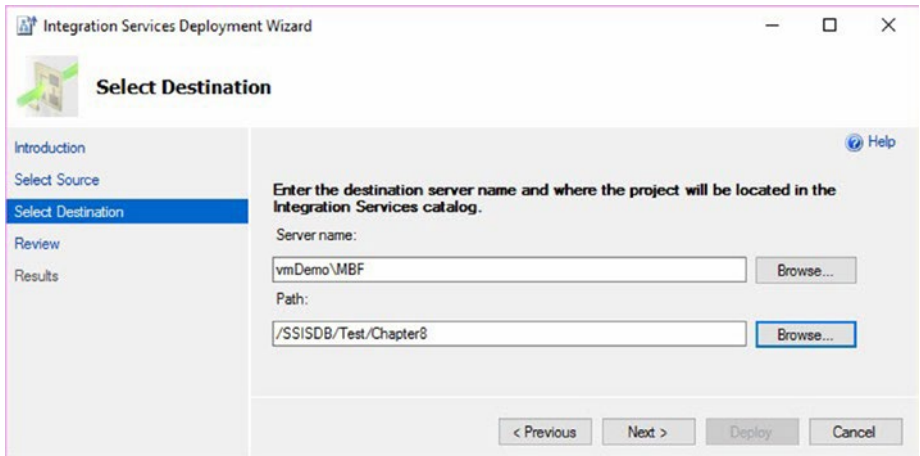 Integration Services Deployment Wizard
Select Destination
Help
Introduction
Select Source
Select Destination
Review
Results
Enter the destination server name and where the project will be located in the
Integration Services catalog.
Server name:
vmDemo\MBF
Browse...
Path:
/SSISDB/Test/Chapter8
Browse...
< Previous
Next >
Deploy
Cancel